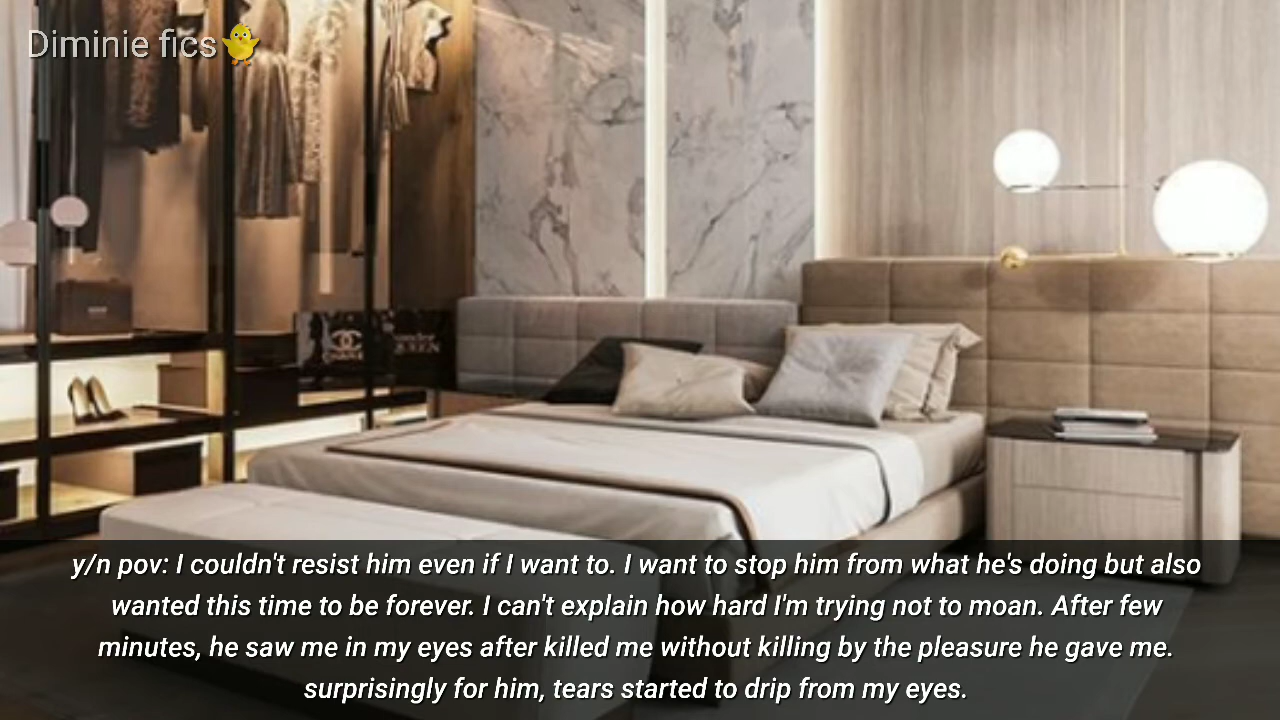 Diminie fics🐥
CHANEL
QUEEN
y/n pov: I couldn't resist him even if I want to. I want to stop him from what he's doing but also
wanted this time to be forever. I can't explain how hard I'm trying not to moan. After few
minutes, he saw me in my eyes after killed me without killing by the pleasure he gave me.
surprisingly for him, tears started to drip from my eyes.